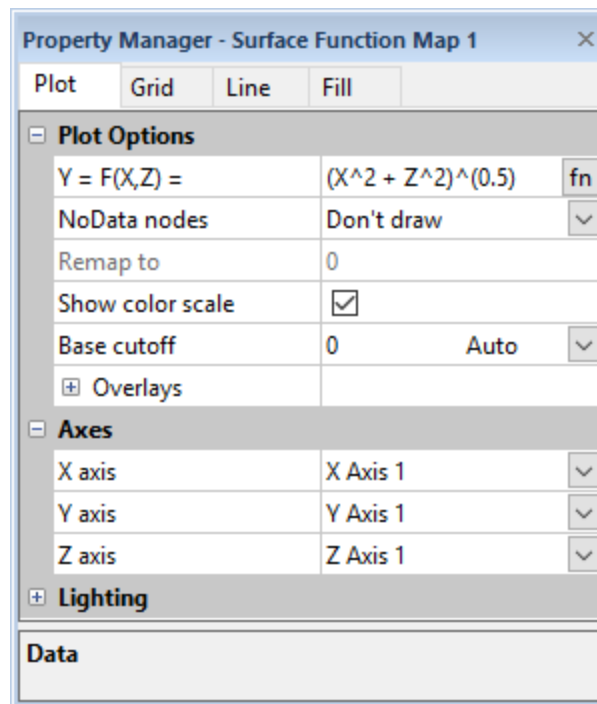 Property Manager - Surface Function Map 1
Plot Grid Line Fill
Plot Options
Y = F(X,Z) = (X^2 + Z^2)^(0.5) fn
NoData nodes Don't draw
Remap to 0
Show color scale
Base cutoff 0 Auto
Overlays
Axes
X axis X Axis 1
Y axis Y Axis 1
Z axis Z Axis 1
Lighting
Data